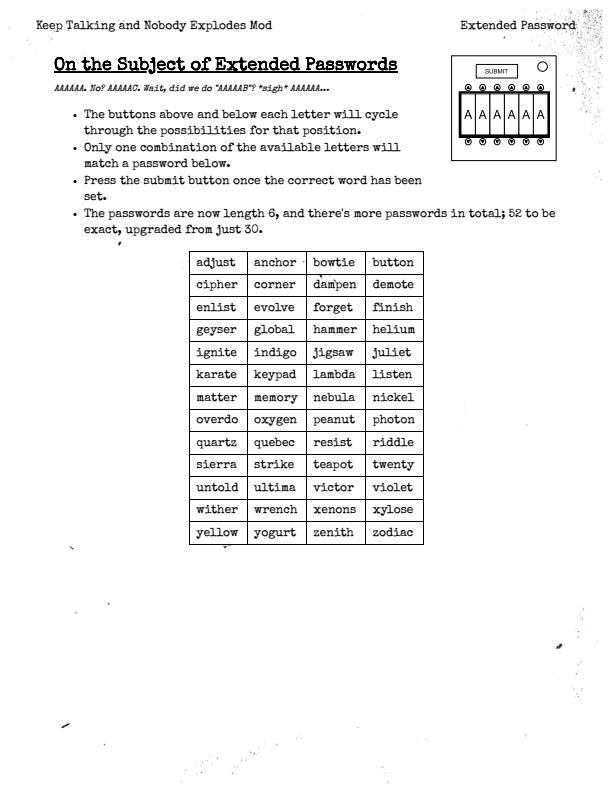 Keep Talking and Nobody Explodes Mod Extended Password
On the Subject of Extended Passwords
AAAAAA. No? AAAAAC. Wait, did we do "AAAAAB"? *sigh* AAAAAA...
SUBMIT
A A A A A A
• The buttons above and below each letter will cycle
through the possibilities for that position.
• Only one combination of the available letters will
match a password below.
• Press the submit button once the correct word has been
set.
• The passwords are now length 6, and there's more passwords in total; 52 to be
exact, upgraded from just 30.
adjust anchor bowtie button
cipher corner dampen demote
enlist evolve forget finish
geyser global hammer helium
ignite indigo jigsaw juliet
karate keypad lambda listen
matter memory nebula nickel
overdo oxygen peanut photon
quartz quebec resist riddle
sierra strike teapot twenty
untold ultima victor violet
wither wrench xenons xylose
yellow yogurt zenith zodiac